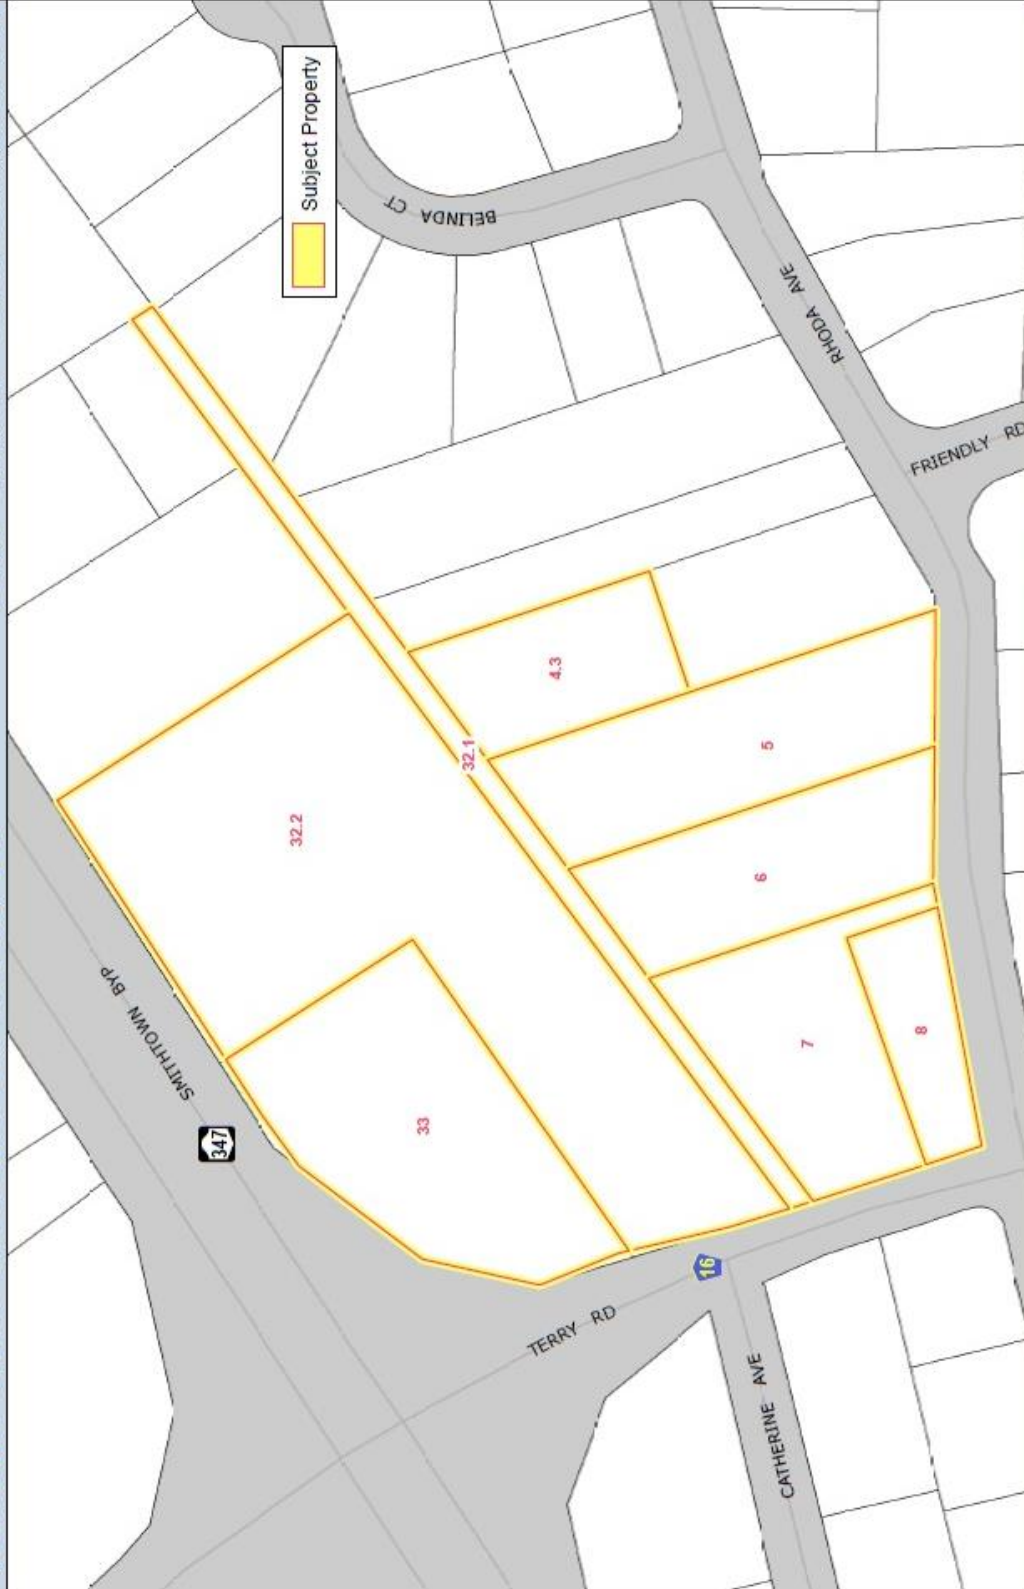 Subject Property
BELINDA CT
RHODA AVE
FRIENDLY RD
4.3
32.1
5
32.2
6
SMITHTOWN BYP
7
8
33
347
16
TERRY RD
CATHERINE AVE